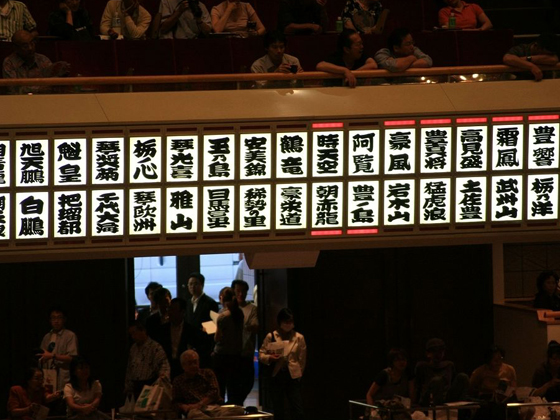 豊響
霜鳳
高見盛
豊真将
豪風
阿覧
時天空
鶴竜
安美錦
玉乃島
琴光喜
栃ノ心
琴奨菊
魁皇
旭天鵬
栃乃洋
武州山
土佐豊
猛虎浪
岩木山
豊ノ島
朝赤龍
豪栄道
稀勢の里
日馬富士
雅山
琴欧洲
千代大海
把瑠都
白鵬